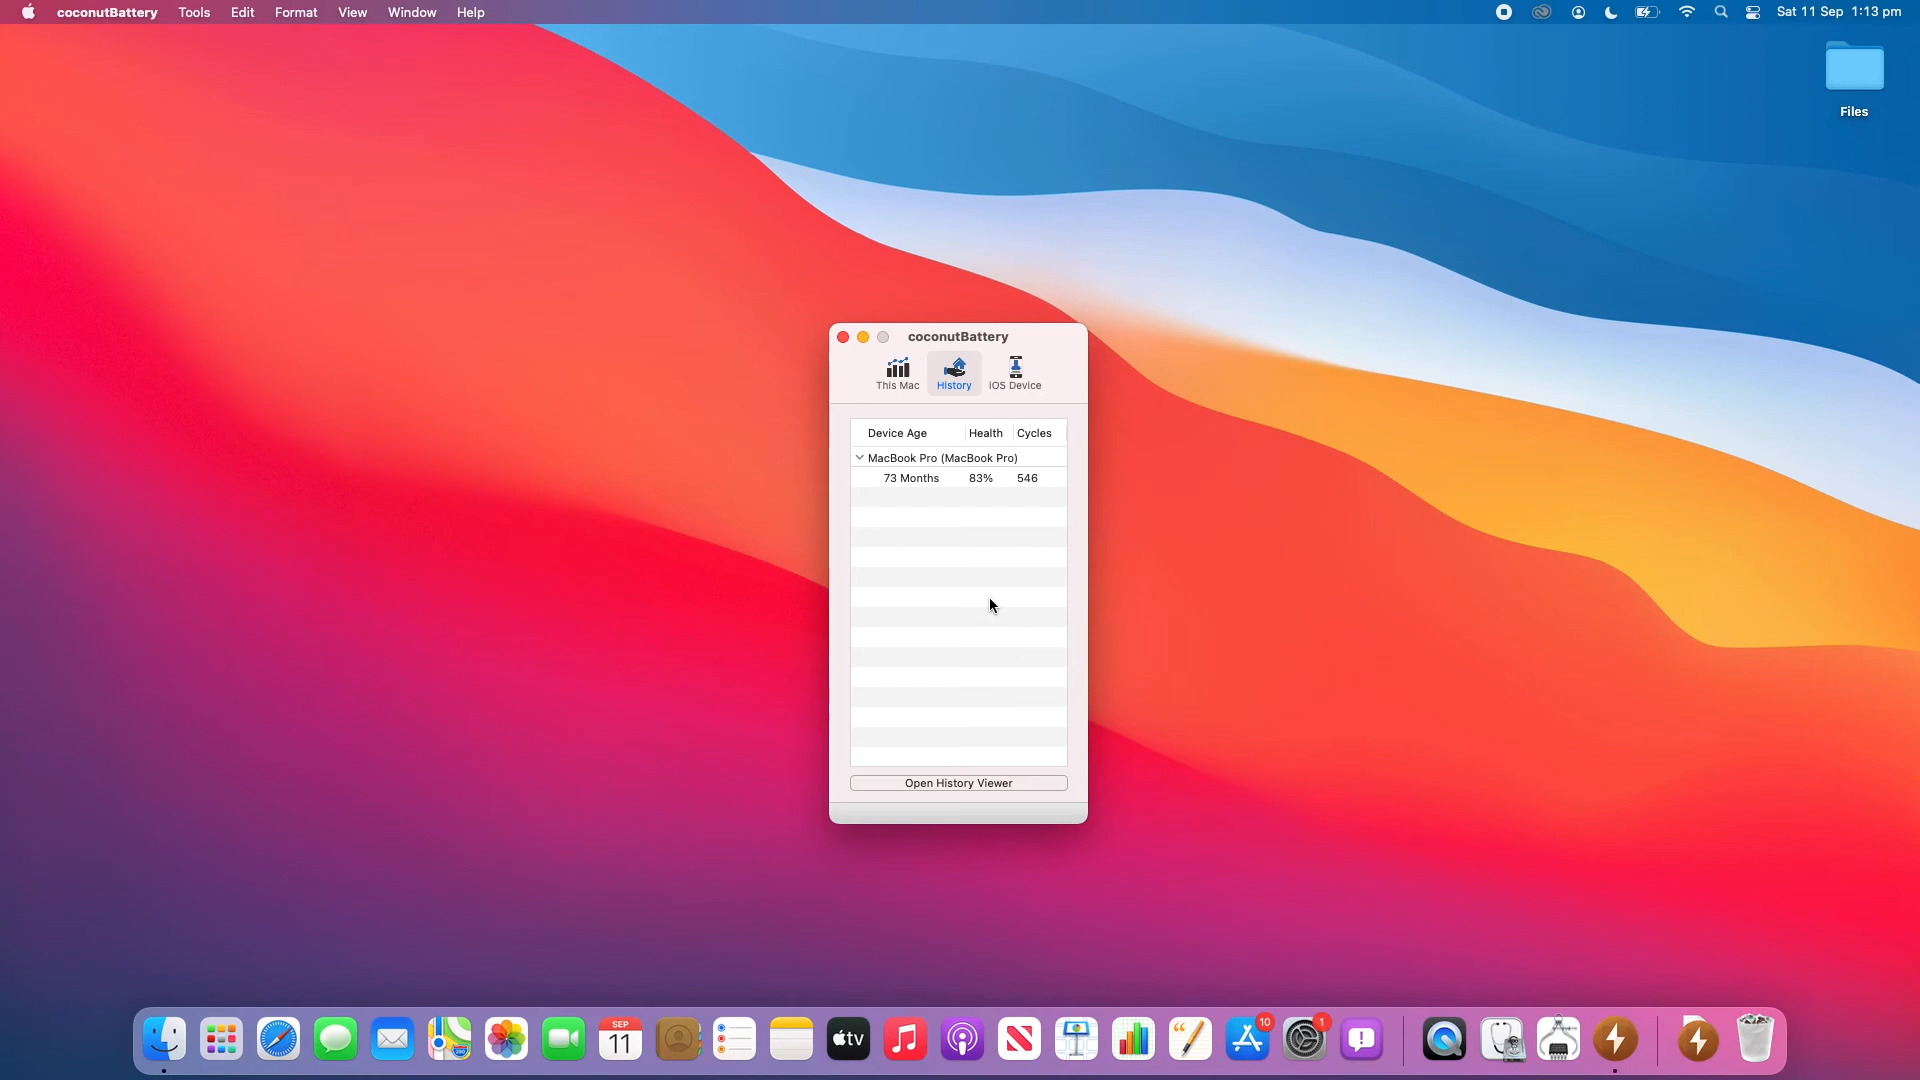 coconutBattery Tools Edit Format View Window Help Sat 11 Sep 1:13 pm
Files
coconutBattery
This Mac History iOS Device
Device Age Health Cycles
MacBook Pro (MacBook Pro)
73 Months 83% 546
Open History Viewer
SEP
11
280
tv
10
1